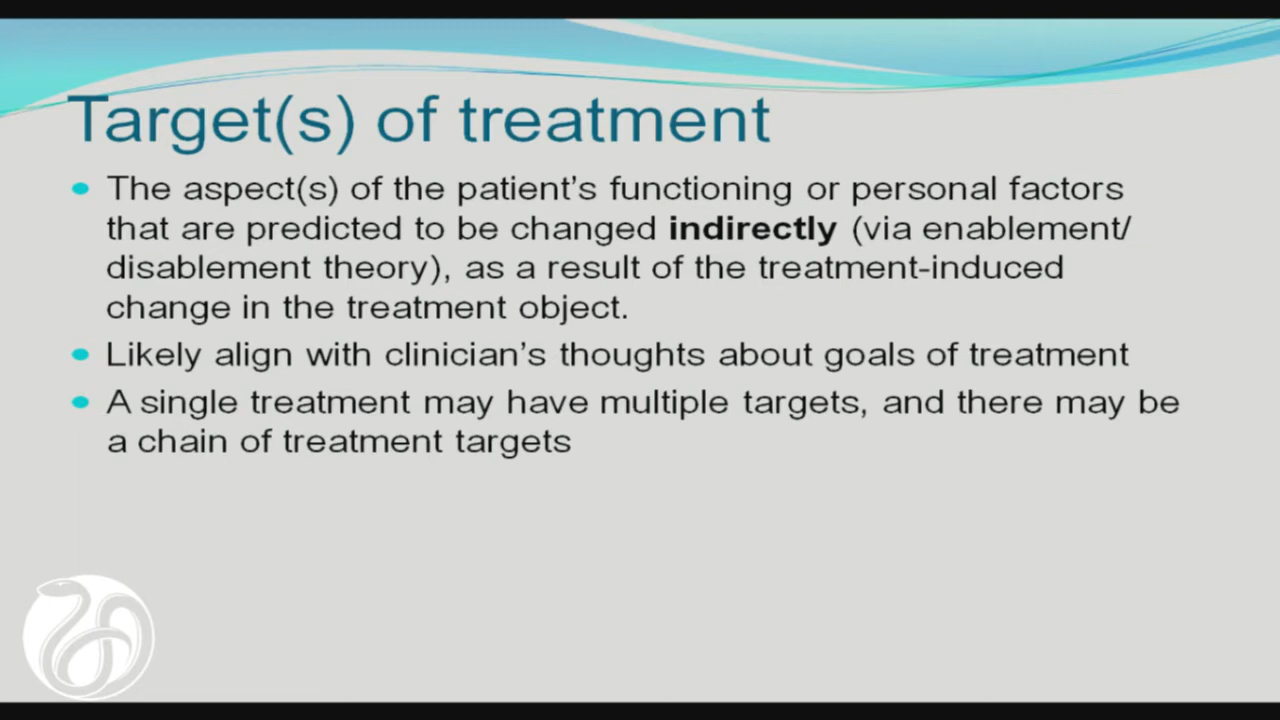 Target(s) of treatment
The aspect(s) of the patient's functioning or personal factors
that are predicted to be changed indirectly (via enablement/
disablement theory), as a result of the treatment-induced
change in the treatment object.
Likely align with clinician's thoughts about goals of treatment
A single treatment may have multiple targets, and there may be
a chain of treatment targets